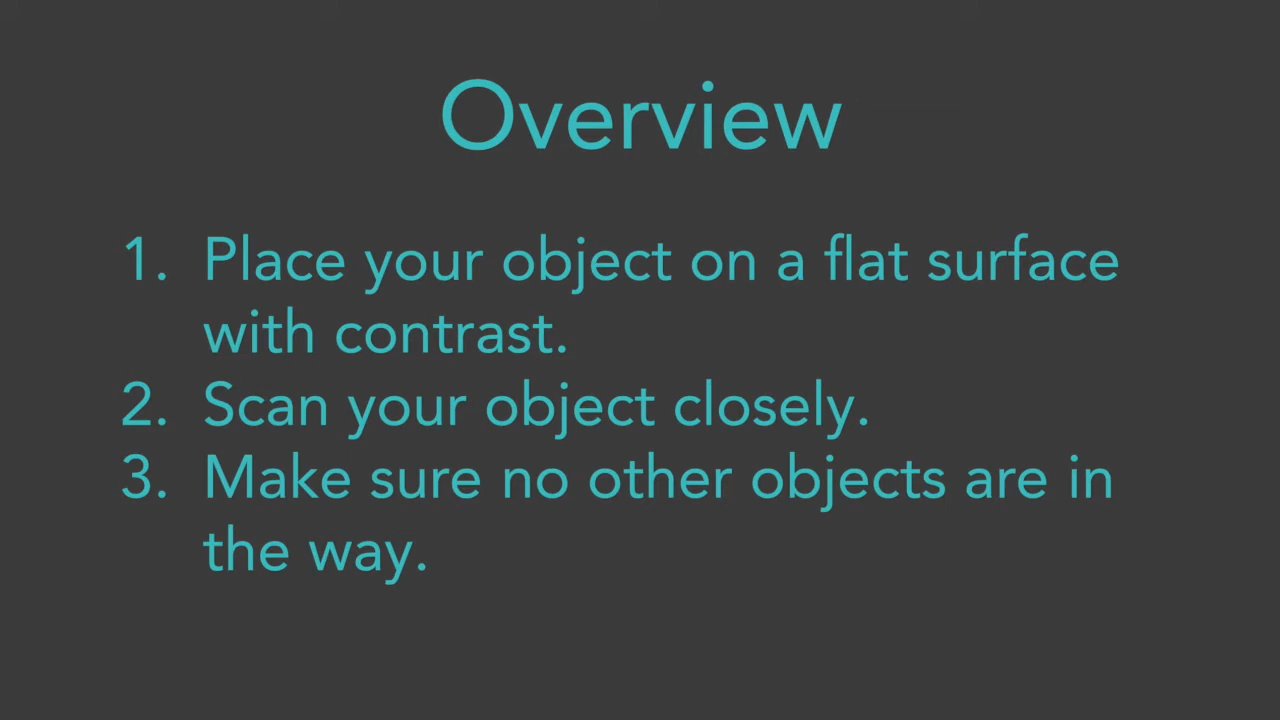 Overview
1. Place your object on a flat surface
with contrast.
2. Scan your object closely.
3. Make sure no other objects are in
the way.